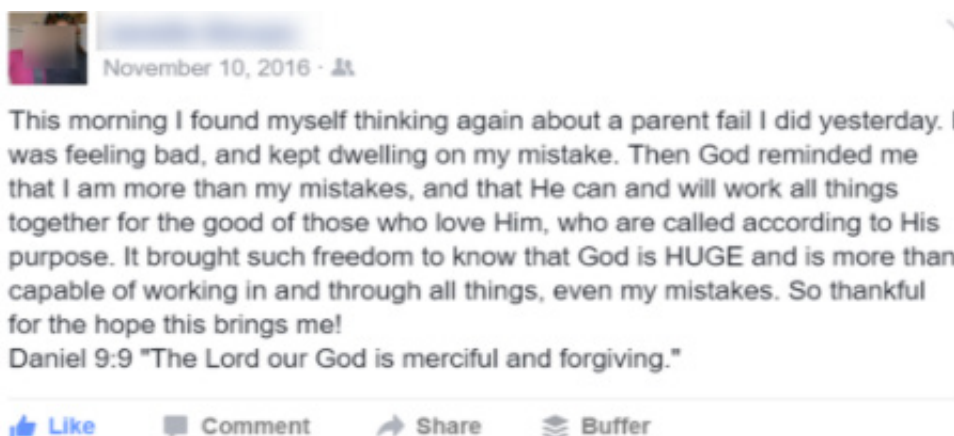 November 10, 2016 ·
This morning I found myself thinking again about a parent fail I did yesterday. I
was feeling bad, and kept dwelling on my mistake. Then God reminded me
that I am more than my mistakes, and that He can and will work all things
together for the good of those who love Him, who are called according to His
purpose. It brought such freedom to know that God is HUGE and is more than
capable of working in and through all things, even my mistakes. So thankful
for the hope this brings me!
Daniel 9:9 "The Lord our God is merciful and forgiving."
Like Comment Share Buffer